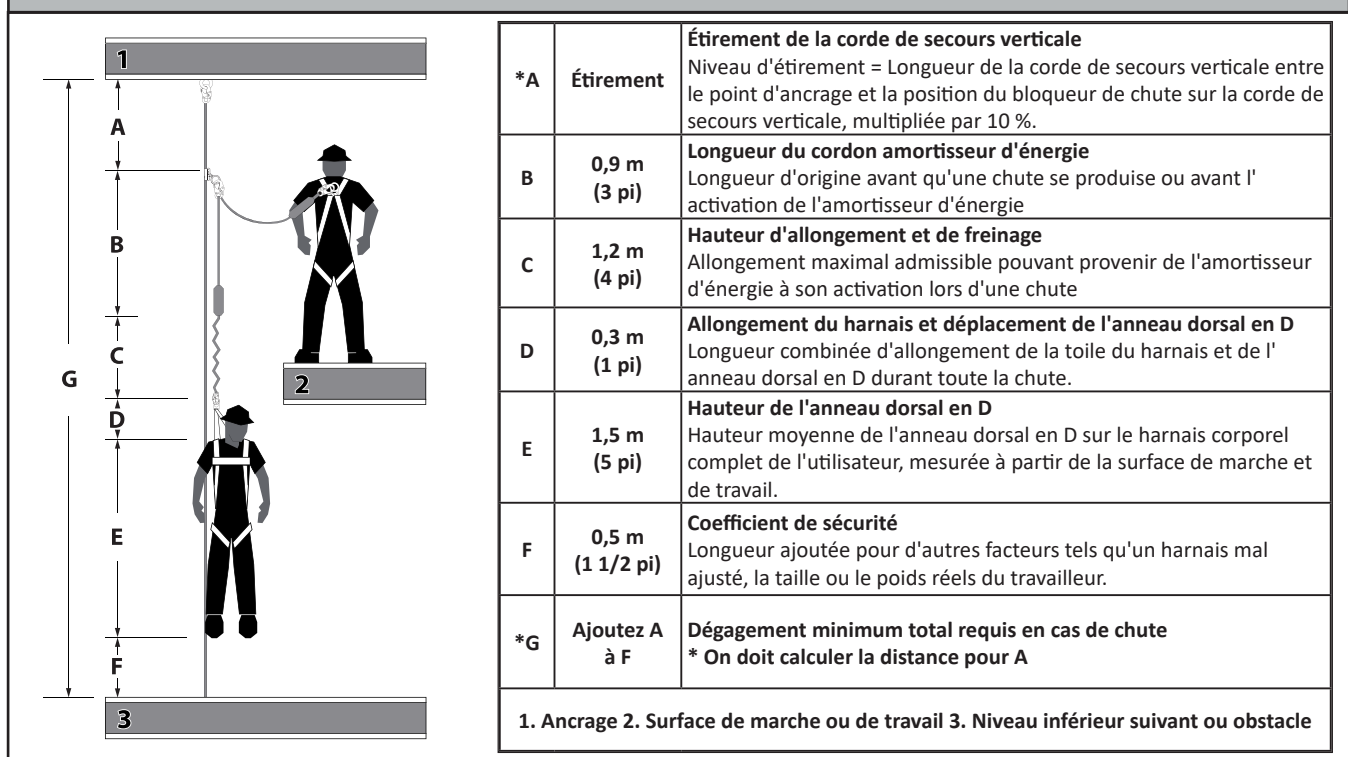 1
A
B
C
G
2
D
E
F
3
*A
Étirement
Étirement de la corde de secours verticale
Niveau d'étirement = Longueur de la corde de secours verticale entre
le point d'ancrage et la position du bloqueur de chute sur la corde de
secours verticale, multipliée par 10 %.
B
0,9 m
(3 pi)
Longueur du cordon amortisseur d'énergie
Longueur d'origine avant qu'une chute se produise ou avant l'
activation de l'amortisseur d'énergie
C
1,2 m
(4 pi)
Hauteur d'allongement et de freinage
Allongement maximal admissible pouvant provenir de l'amortisseur
d'énergie à son activation lors d'une chute
D
0,3 m
(1 pi)
Allongement du harnais et déplacement de l'anneau dorsal en D
Longueur combinée d'allongement de la toile du harnais et de l'
anneau dorsal en D durant toute la chute.
E
1,5 m
(5 pi)
Hauteur de l'anneau dorsal en D
Hauteur moyenne de l'anneau dorsal en D sur le harnais corporel
complet de l'utilisateur, mesurée à partir de la surface de marche et
de travail.
F
0,5 m
(1 1/2 pi)
Coefficient de sécurité
Longueur ajoutée pour d'autres facteurs tels qu'un harnais mal
ajusté, la taille ou le poids réels du travailleur.
*G
Ajoutez A
à F
Dégagement minimum total requis en cas de chute
* On doit calculer la distance pour A
1. Ancrage 2. Surface de marche ou de travail 3. Niveau inférieur suivant ou obstacle